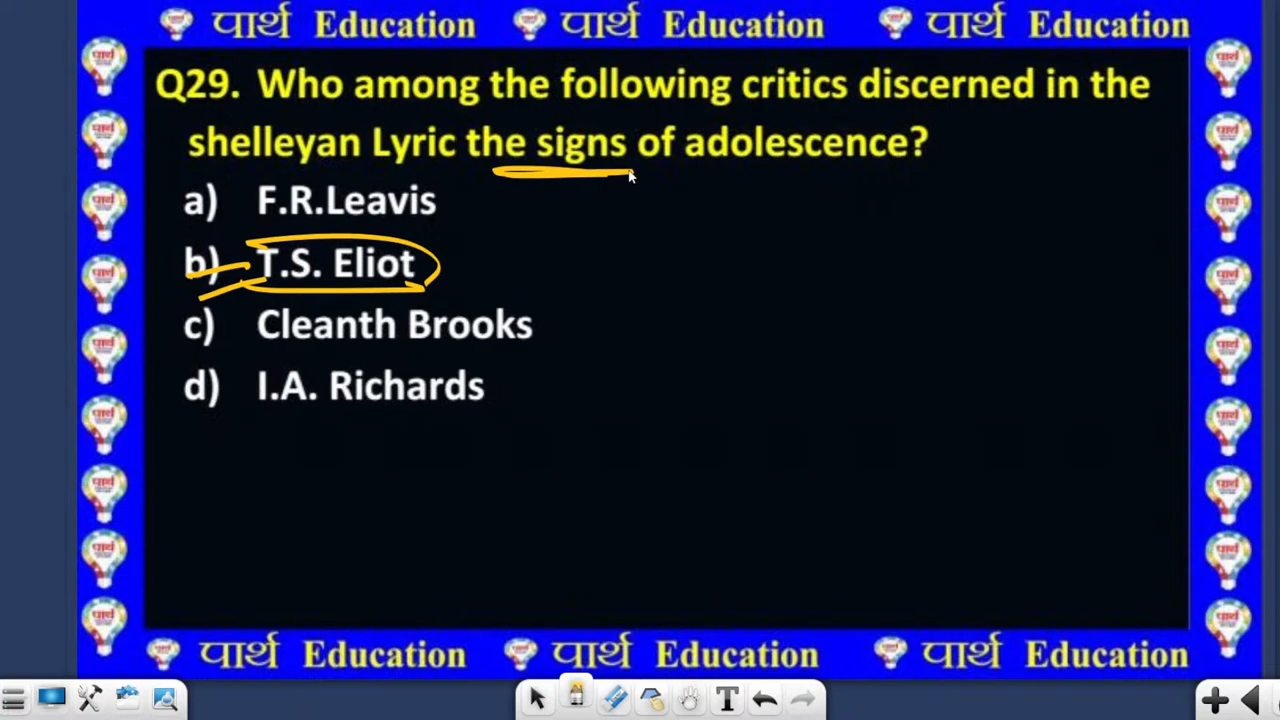 पार्थ Education पार्थ Education पार्थ Education
Q29. Who among the following critics discerned in the
shelleyan Lyric the signs of adolescence?
a) F.R.Leavis
b) T.S. Eliot
c) Cleanth Brooks
d) I.A. Richards
पार्थ Education पार्थ Education पार्थ Education
T